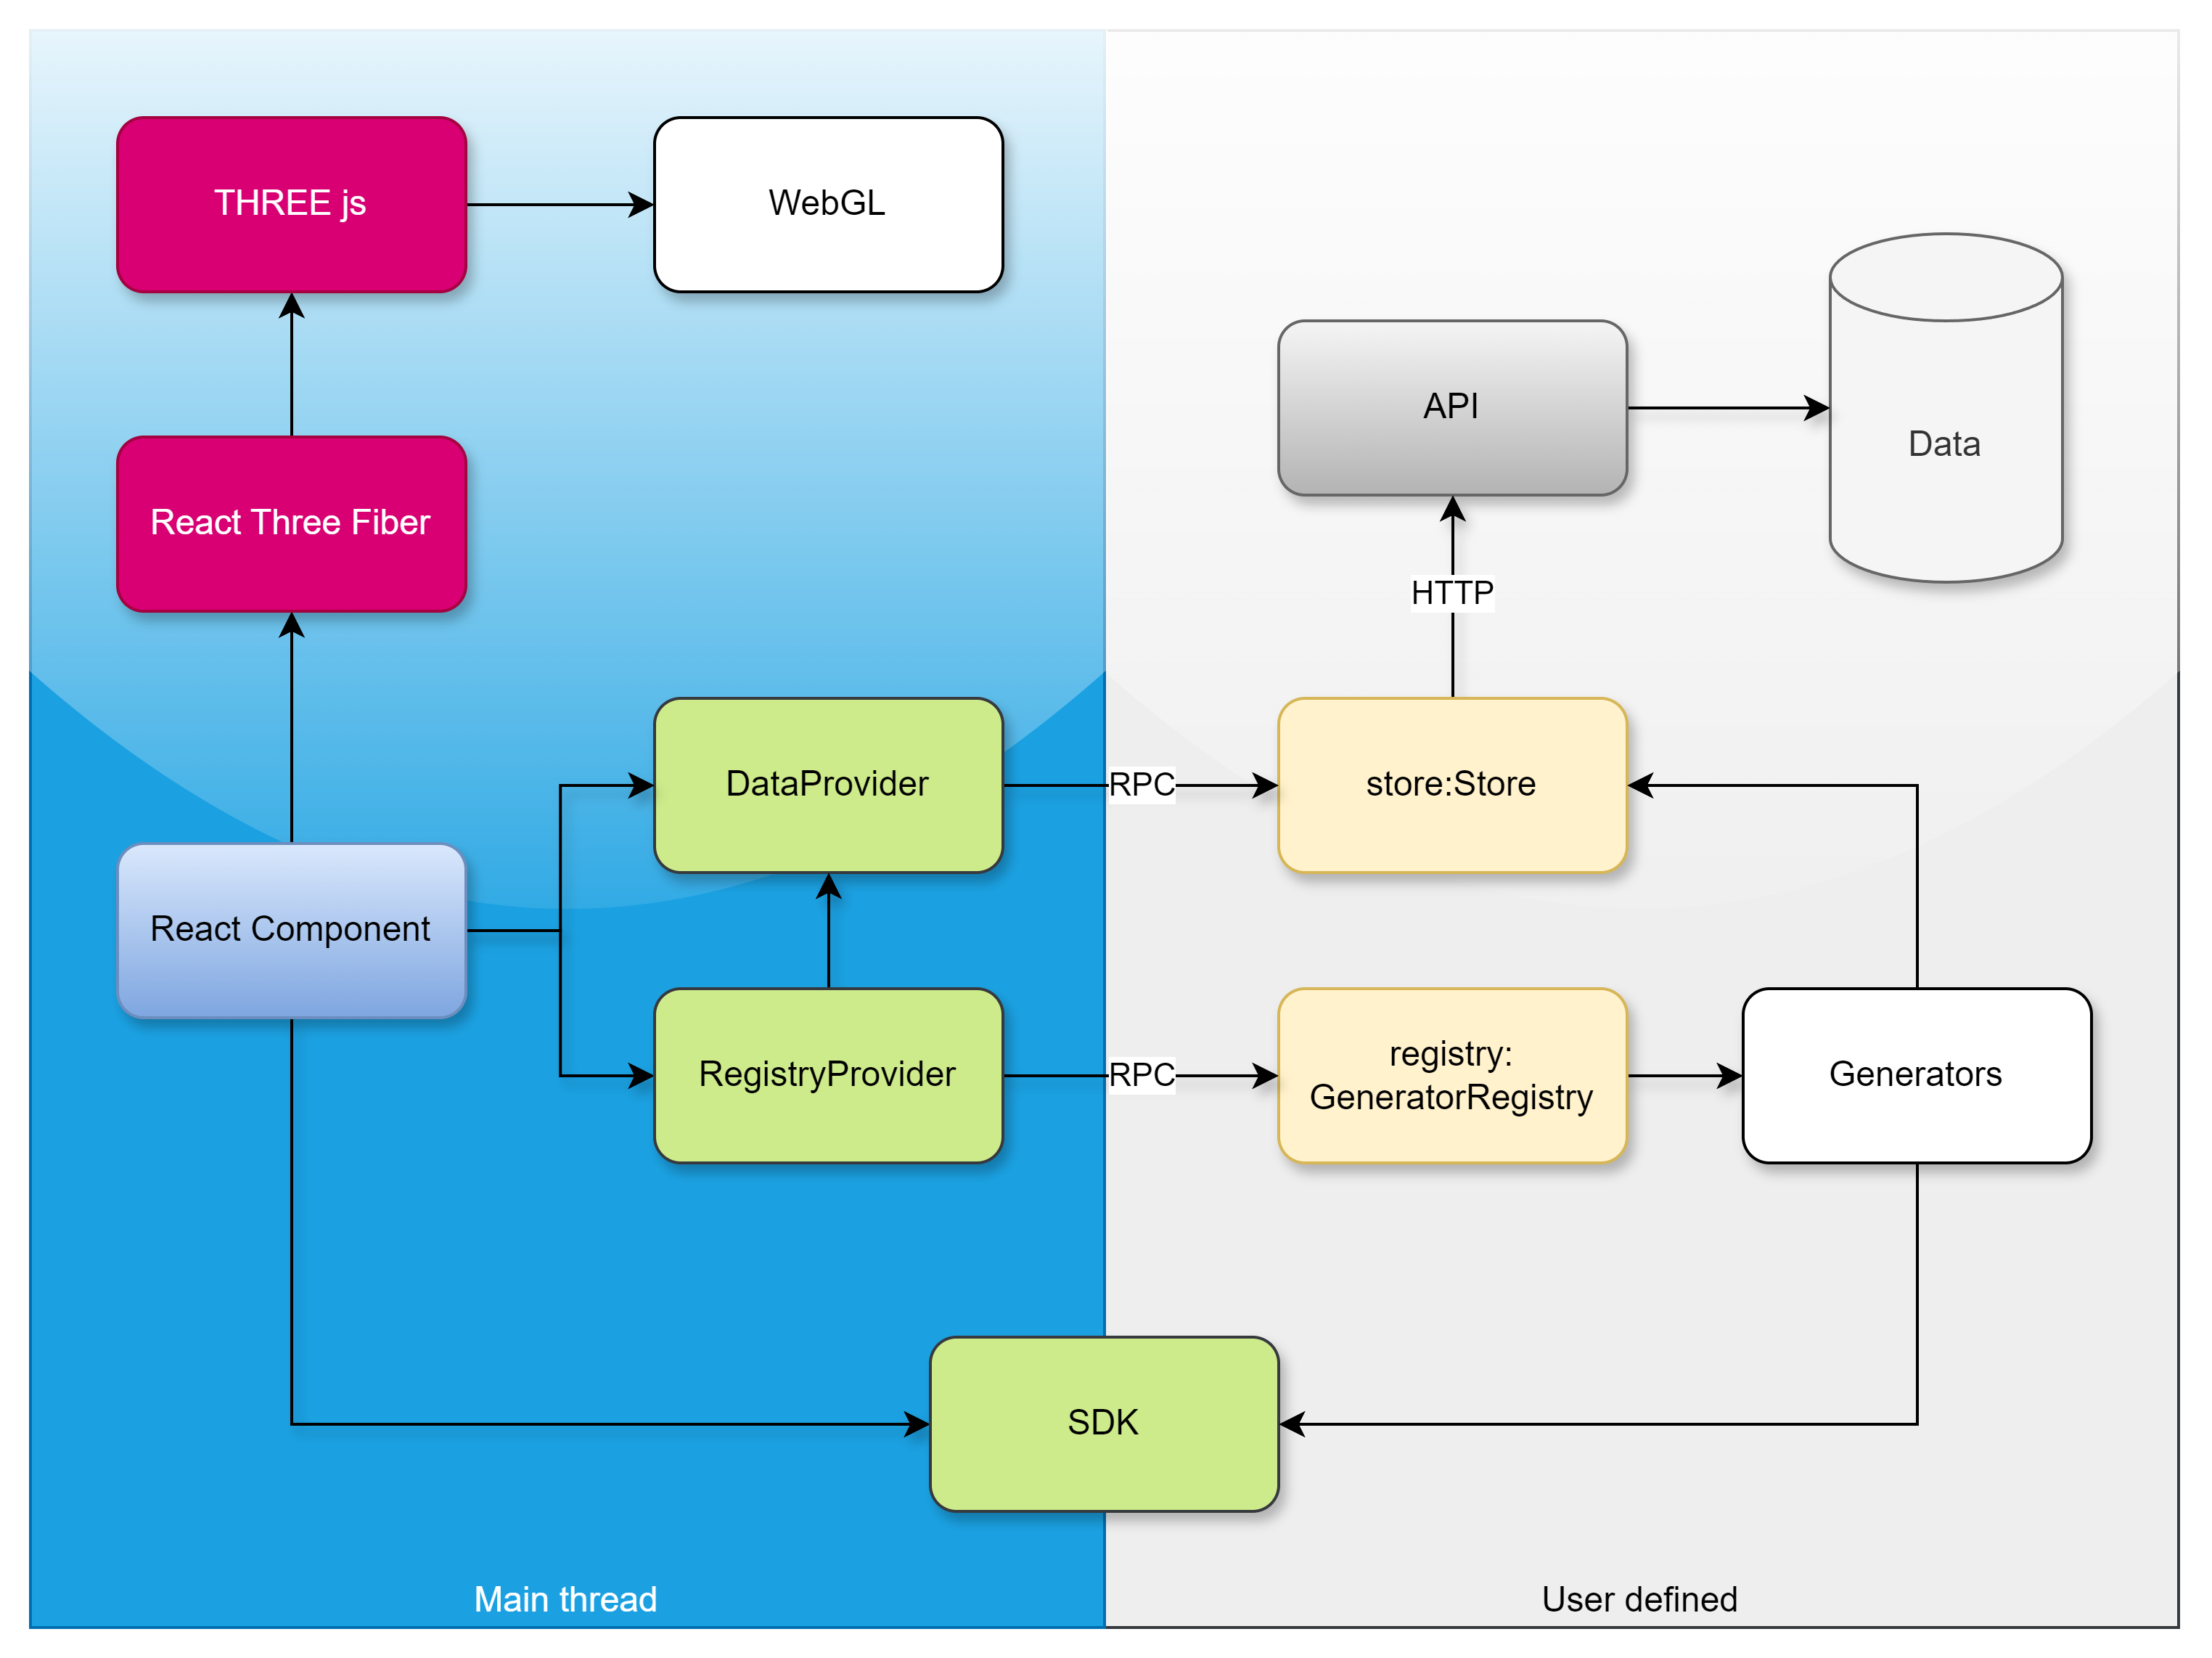 THREE js
WebGL
API
Data
React Three Fiber
HTTP
DataProvider
RPC
store:Store
React Component
RegistryProvider
RPC
registry:
GeneratorRegistry
Generators
SDK
Main thread
User defined